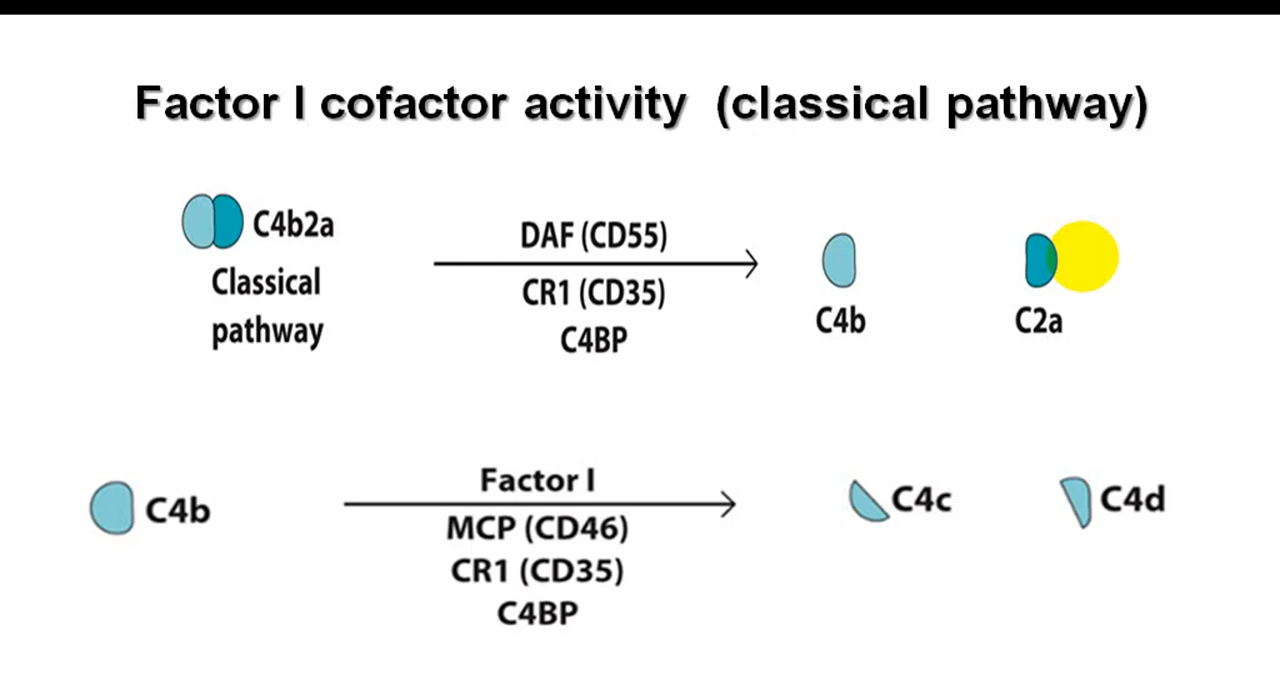 Factor I cofactor activity (classical pathway)
C4b2a
Classical
pathway
DAF (CD55)
CR1 (CD35)
C4BP
C4b
C2a
C4b
Factor I
MCP (CD46)
CR1 (CD35)
C4BP
C4c
C4d